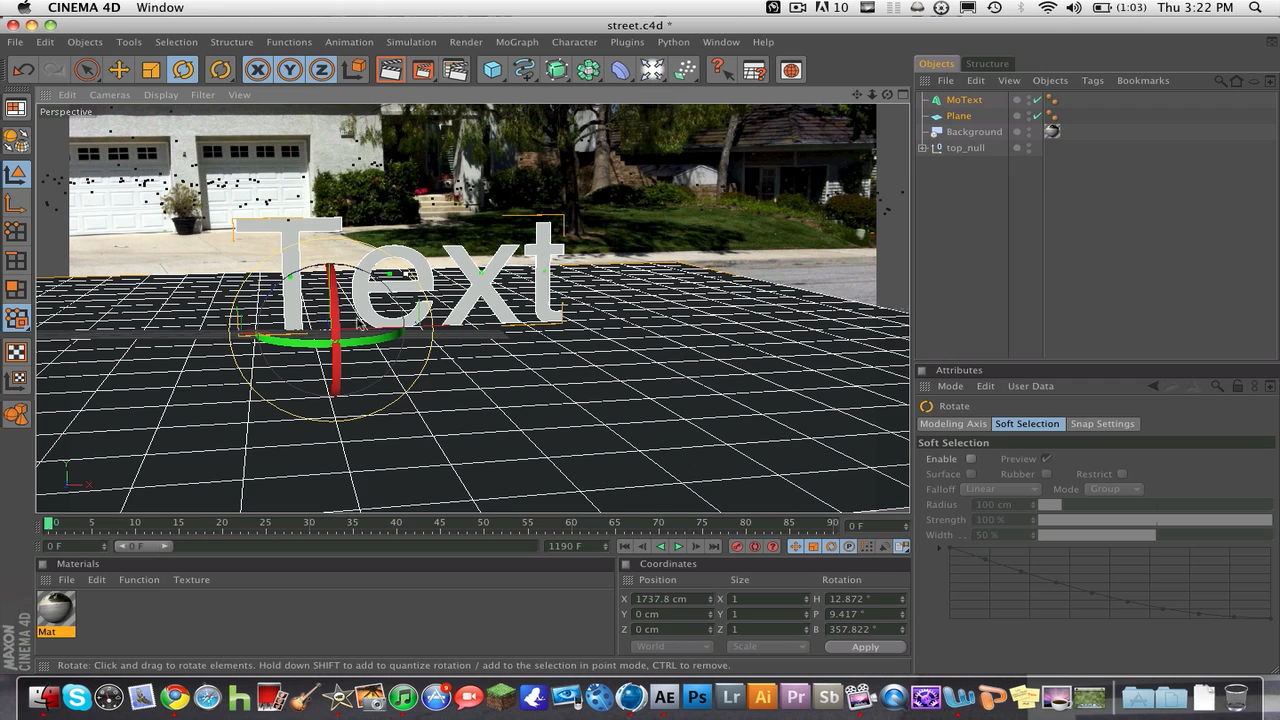 CINEMA 4D Window 10 (1:03) Thu 3:22 PM
street.c4d *
File Edit Objects Tools Selection Structure Functions Animation Simulation Render MoGraph Character Plugins Python Window Help
X Y Z
Objects Structure
Edit Cameras Display Filter View
File Edit View Objects Tags Bookmarks
Perspective
MoText
Plane
Background
top_null
Text
Y
X
Attributes
Mode Edit User Data
Rotate
Modeling Axis Soft Selection Snap Settings
Soft Selection
Enable Preview
Surface Rubber Restrict
Falloff Linear Mode Group
Radius 100 cm
Strength 100 %
Width . . 50 %
0 5 10 15 20 25 30 35 40 45 50 55 60 65 70 75 80 85 90 0 F
0 F 0 F 1190 F
Materials
File Edit Function Texture
Mat
Coordinates
Position Size Rotation
X 1737.8 cm X 1 H 12.872 °
Y 0 cm Y 1 P 9.417 °
Z 0 cm Z 1 B 357.822 °
World Scale Apply
MAXON CINEMA 4D
Rotate: Click and drag to rotate elements. Hold down SHIFT to add to quantize rotation / add to the selection in point mode, CTRL to remove.
S h AE Ps Lr Ai Pr Sb W P